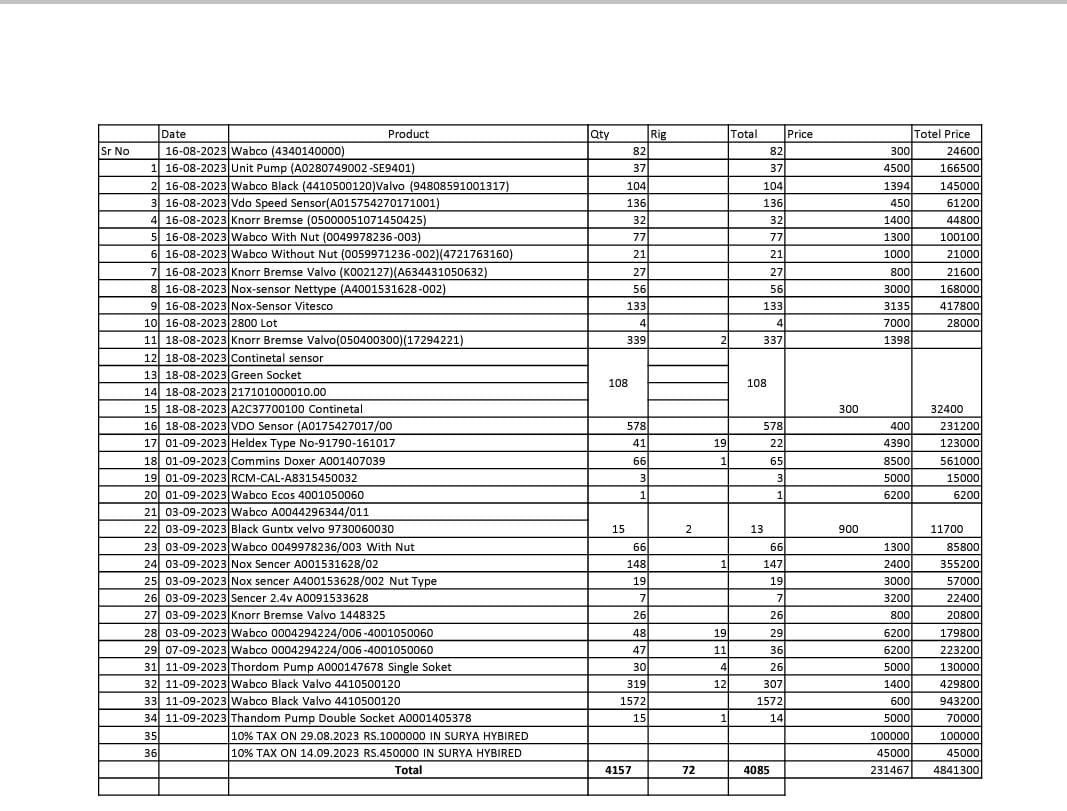 Date Product Qty Rig Total Price Totel Price
Sr No 16-08-2023 Wabco (4340140000) 82 82 300 24600
1 16-08-2023 Unit Pump (A0280749002-SE9401) 37 37 4500 166500
2 16-08-2023 Wabco Black (4410500120)Valvo (94808591001317) 104 104 1394 145000
3 16-08-2023 Vdo Speed Sensor(A015754270171001) 136 136 450 61200
4 16-08-2023 Knorr Bremse (05000051071450425) 32 32 1400 44800
5 16-08-2023 Wabco With Nut (0049978236-003) 77 77 1300 100100
6 16-08-2023 Wabco Without Nut (0059971236-002)(4721763160) 21 21 1000 21000
7 16-08-2023 Knorr Bremse Valvo (K002127)(A634431050632) 27 27 800 21600
8 16-08-2023 Nox-sensor Nettype (A4001531628-002) 56 56 3000 168000
9 16-08-2023 Nox-Sensor Vitesco 133 133 3135 417800
10 16-08-2023 2800 Lot 4 4 7000 28000
11 18-08-2023 Knorr Bremse Valvo(050400300)(17294221) 339 2 337 1398
12 18-08-2023 Continetal sensor
13 18-08-2023 Green Socket
108 108
14 18-08-2023 217101000010.00
15 18-08-2023 A2C37700100 Continetal 300 32400
16 18-08-2023 VDO Sensor (A0175427017/00 578 578 400 231200
17 01-09-2023 Heldex Type No-91790-161017 41 19 22 4390 123000
18 01-09-2023 Commins Doxer A001407039 66 1 65 8500 561000
19 01-09-2023 RCM-CAL-A8315450032 3 3 5000 15000
20 01-09-2023 Wabco Ecos 4001050060 1 1 6200 6200
21 03-09-2023 Wabco A0044296344/011
22 03-09-2023 Black Guntx velvo 9730060030 15 2 13 900 11700
23 03-09-2023 Wabco 0049978236/003 With Nut 66 66 1300 85800
24 03-09-2023 Nox Sencer A001531628/02 148 1 147 2400 355200
25 03-09-2023 Nox sencer A400153628/002 Nut Type 19 19 3000 57000
26 03-09-2023 Sencer 2.4v A0091533628 7 7 3200 22400
27 03-09-2023 Knorr Bremse Valvo 1448325 26 26 800 20800
28 03-09-2023 Wabco 0004294224/006-4001050060 48 19 29 6200 179800
29 07-09-2023 Wabco 0004294224/006-4001050060 47 11 36 6200 223200
31 11-09-2023 Thordom Pump A000147678 Single Soket 30 4 26 5000 130000
32 11-09-2023 Wabco Black Valvo 4410500120 319 12 307 1400 429800
33 11-09-2023 Wabco Black Valvo 4410500120 1572 1572 600 943200
34 11-09-2023 Thandom Pump Double Socket A0001405378 15 1 14 5000 70000
35 10% TAX ON 29.08.2023 RS.1000000 IN SURYA HYBIRED 100000 100000
36 10% TAX ON 14.09.2023 RS.450000 IN SURYA HYBIRED 45000 45000
Total 4157 72 4085 231467 4841300